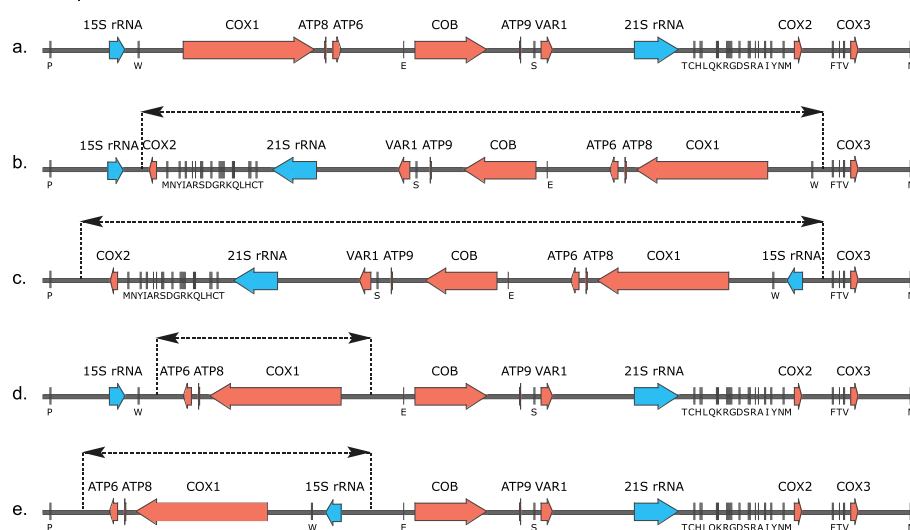 15S rRNA COX1 ATP8 ATP6 COB ATP9 VAR1 21S rRNA COX2 COX3
a.
P W E S TCHLQKRGDSRAIYNM FTV
15S rRNA COX2 21S rRNA VAR1 ATP9 COB ATP6 ATP8 COX1 COX3
b.
P MNYIARSDGRKQLHCT S E W FTV
COX2 21S rRNA VAR1 ATP9 COB ATP6 ATP8 COX1 15S rRNA COX3
c.
P MNYIARSDGRKQLHCT S E W FTV
15S rRNA ATP6 ATP8 COX1 COB ATP9 VAR1 21S rRNA COX2 COX3
d.
P W E S TCHLQKRGDSRAIYNM FTV
ATP6 ATP8 COX1 15S rRNA COB ATP9 VAR1 21S rRNA COX2 COX3
e.
P W E S TCHLQKRGDSRAIYNM FTV